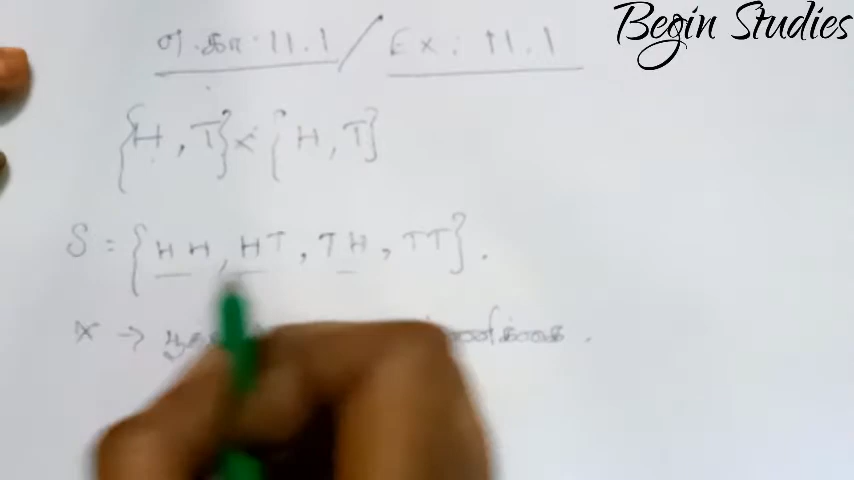 Begin Studies
எ.கா. 11.1 / Ex: 11.1
{H, T} × {H, T}
S = {HH, HT, TH, TT}.
X →